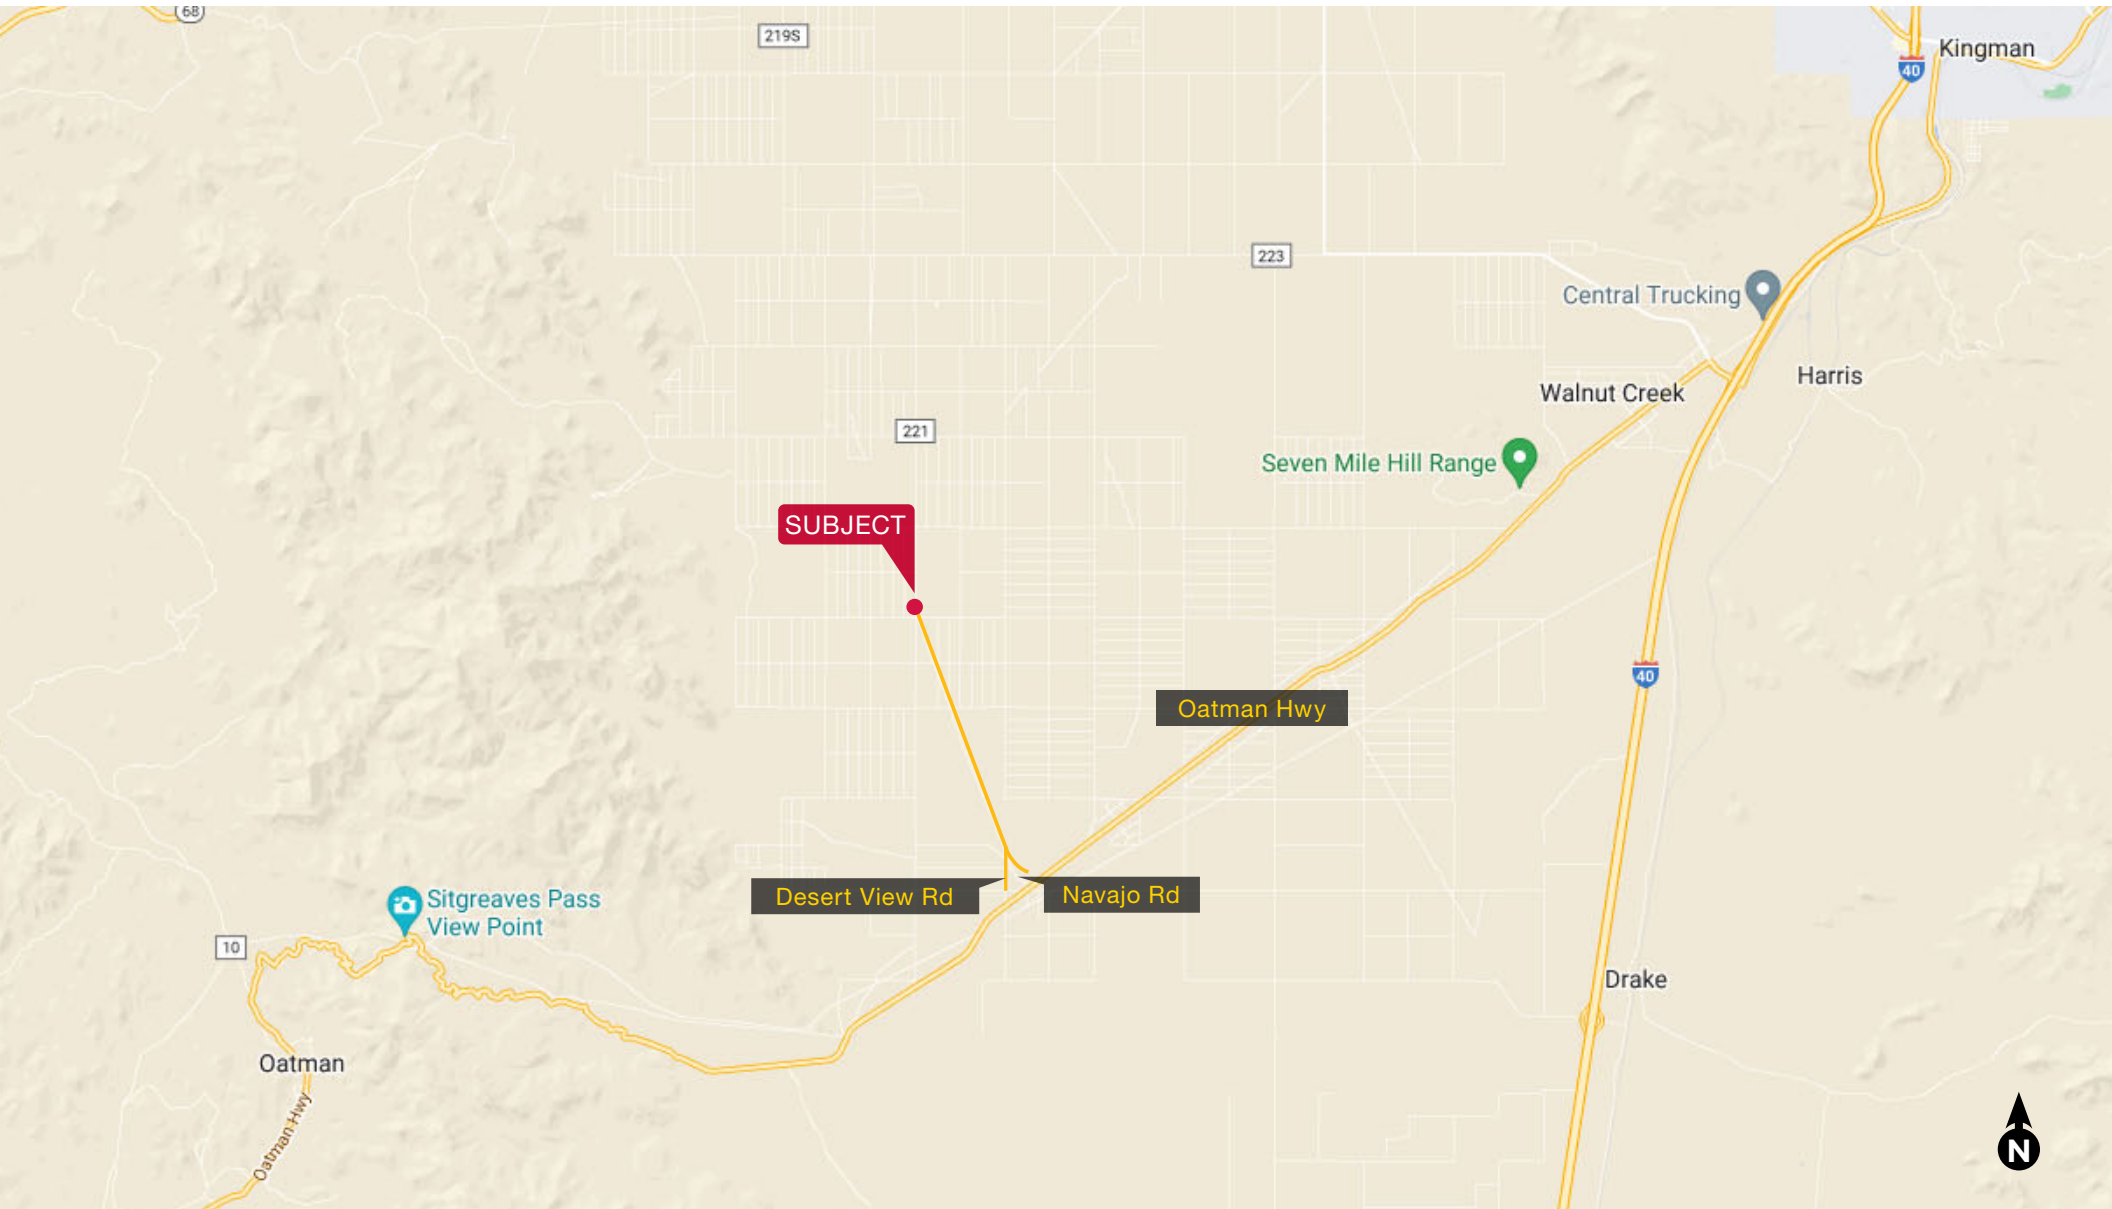 68
219S
Kingman
40
223
Central Trucking
Harris
Walnut Creek
221
Seven Mile Hill Range
SUBJECT
40
Oatman Hwy
Desert View Rd
Navajo Rd
Sitgreaves Pass
View Point
10
Drake
Oatman
Oatman Hwy
N